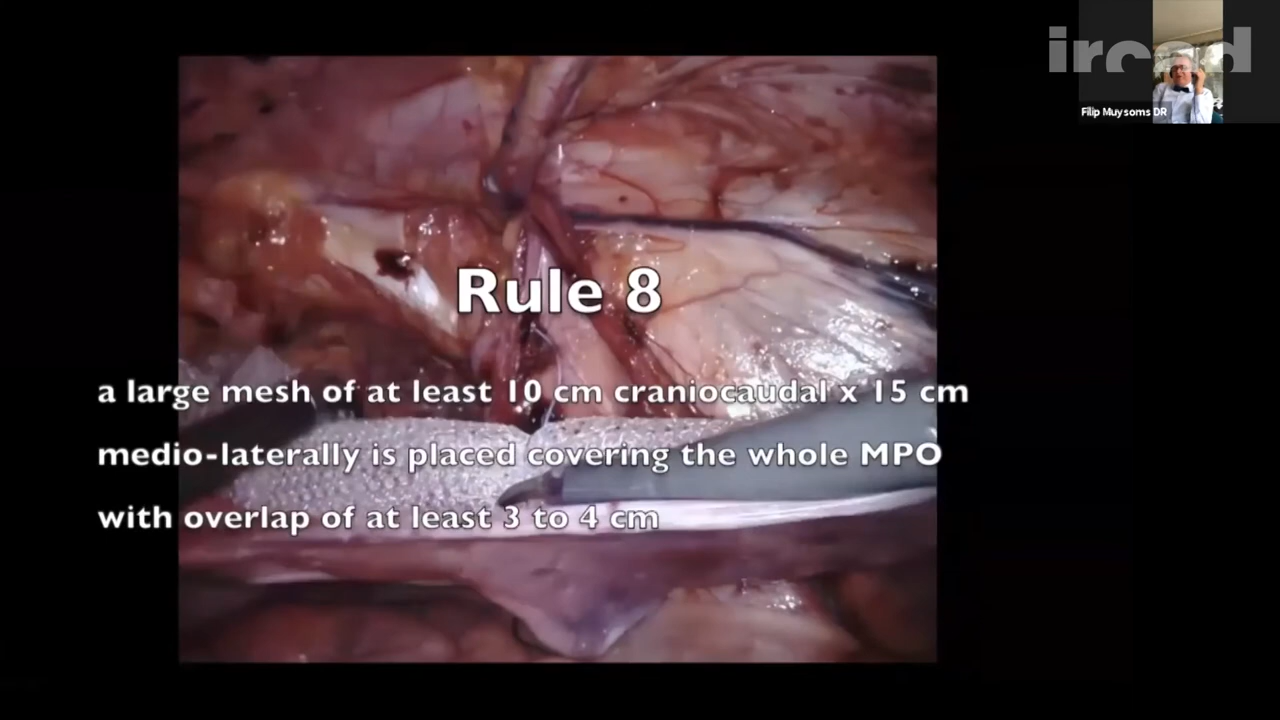 ircad
Filip Muysoms DR
Rule 8
a large mesh of at least 10 cm craniocaudal x 15 cm
medio-laterally is placed covering the whole MPO
with overlap of at least 3 to 4 cm